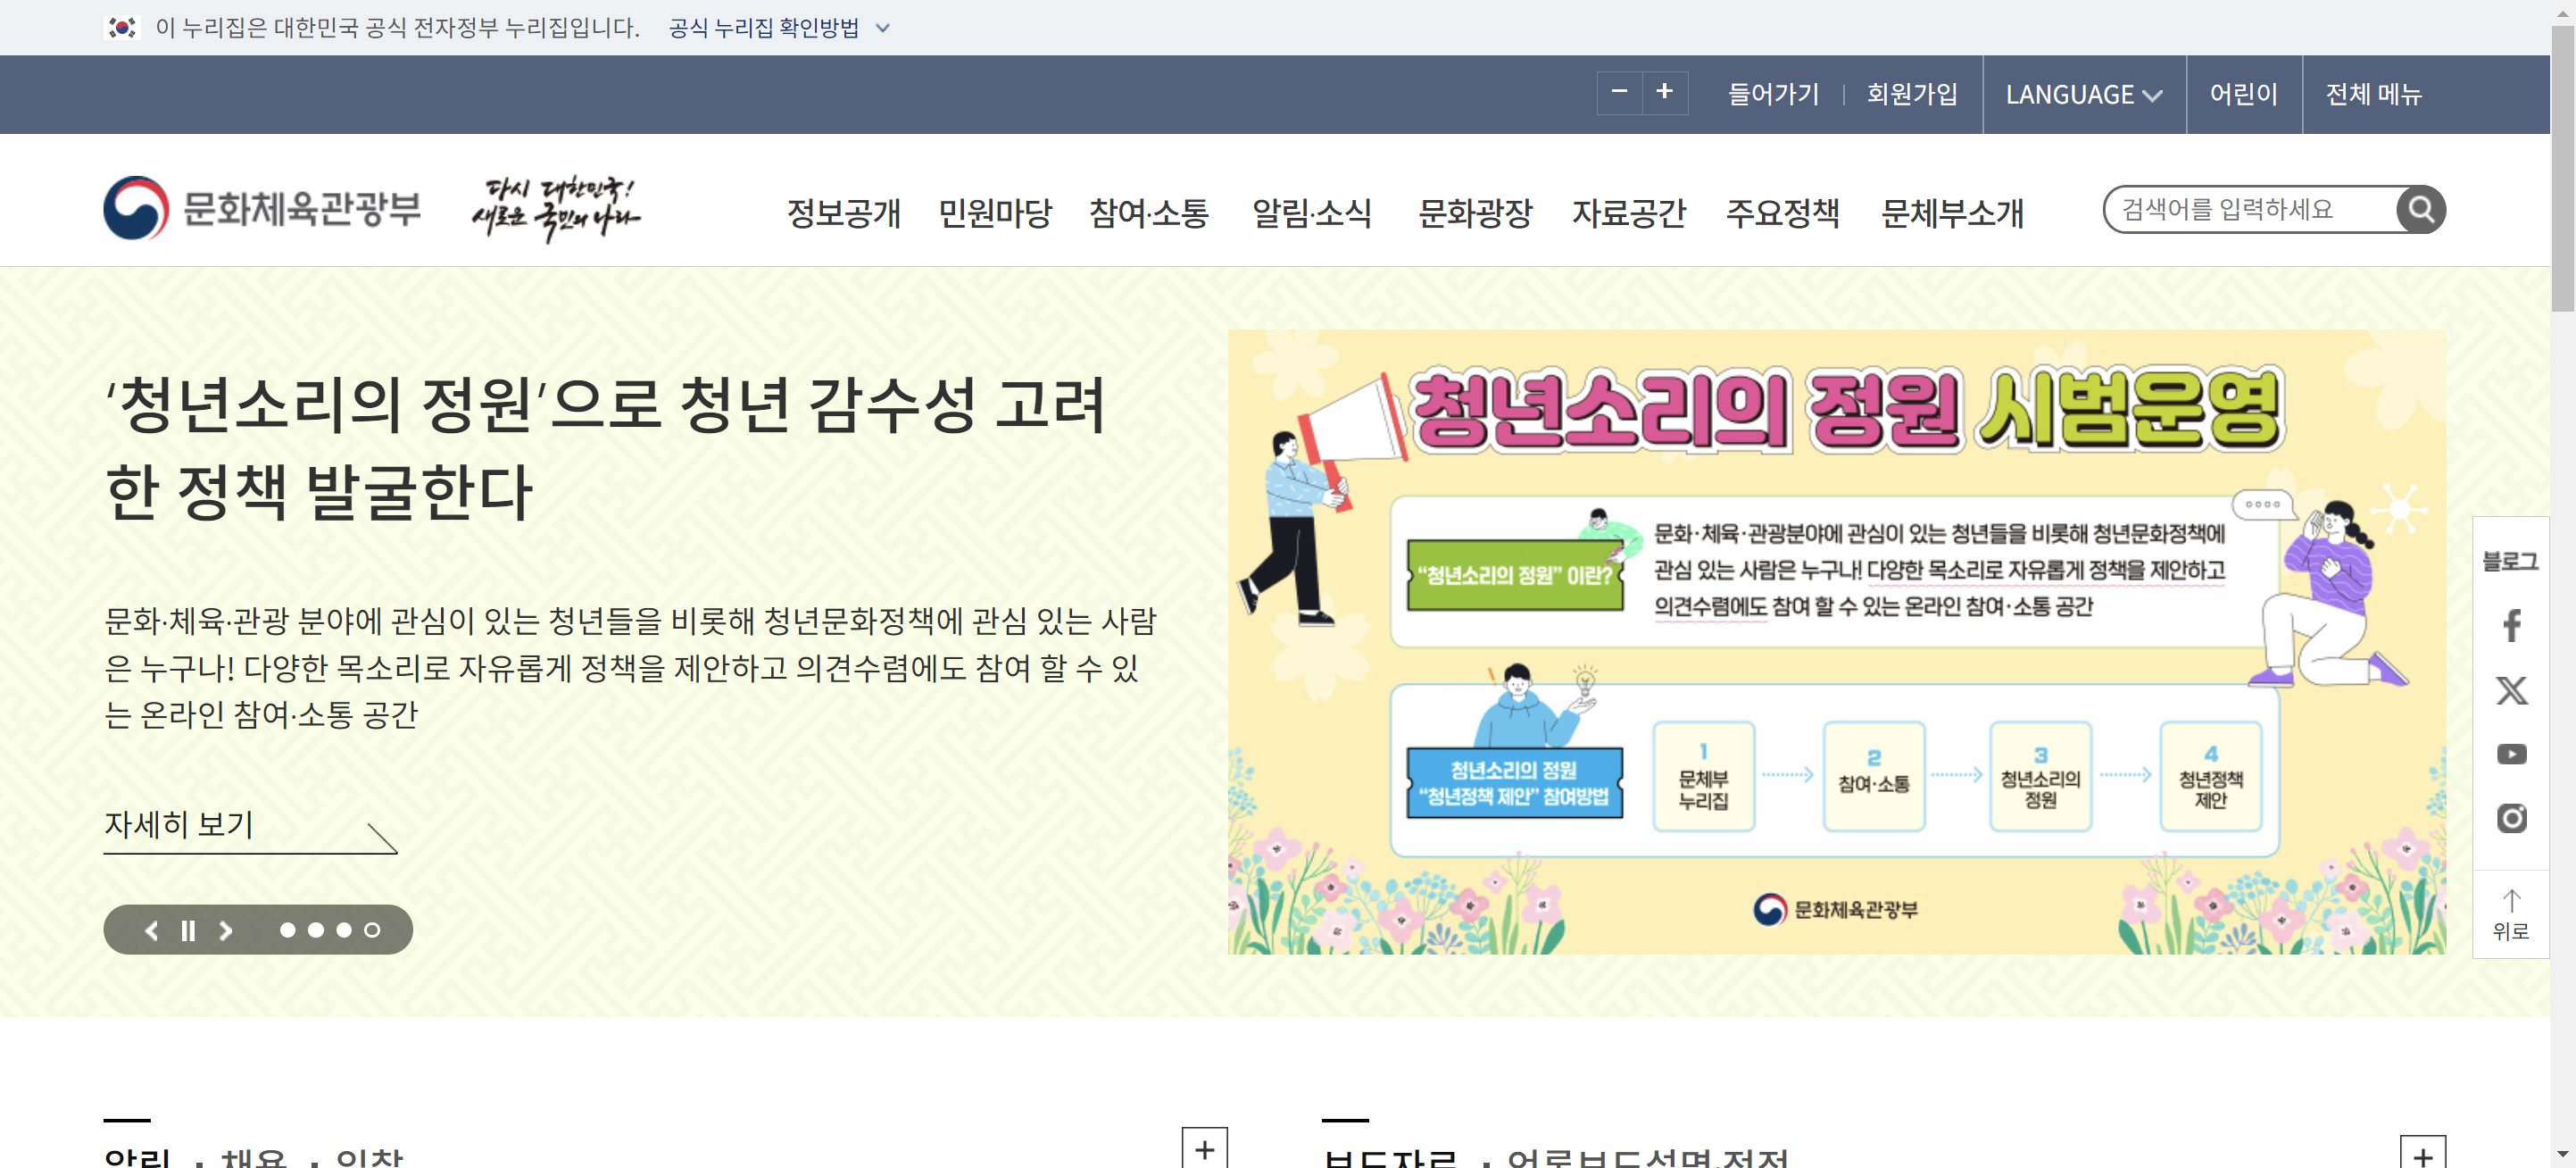 이 누리집은 대한민국 공식 전자정부 누리집입니다. 공식 누리집 확인방법
들어가기 회원가입 LANGUAGE 어린이 전체 메뉴
문화체육관광부
다시 대한민국!
새로운 국민의 나라
정보공개 민원마당 참여·소통 알림·소식 문화광장 자료공간 주요정책 문체부소개
검색어를 입력하세요
‘청년소리의 정원’으로 청년 감수성 고려
한 정책 발굴한다
문화·체육·관광 분야에 관심이 있는 청년들을 비롯해 청년문화정책에 관심 있는 사람
은 누구나! 다양한 목소리로 자유롭게 정책을 제안하고 의견수렴에도 참여 할 수 있
는 온라인 참여·소통 공간
자세히 보기
청년소리의 정원 시범운영
“청년소리의 정원” 이란?
문화·체육·관광분야에 관심이 있는 청년들을 비롯해 청년문화정책에
관심 있는 사람은 누구나! 다양한 목소리로 자유롭게 정책을 제안하고
의견수렴에도 참여 할 수 있는 온라인 참여·소통 공간
청년소리의 정원
“청년정책 제안” 참여방법
1
문체부
누리집
2
참여·소통
3
청년소리의
정원
4
청년정책
제안
문화체육관광부
블로그
위로
알림 · 채용 · 입찰
보도자료 · 언론보도설명·정정